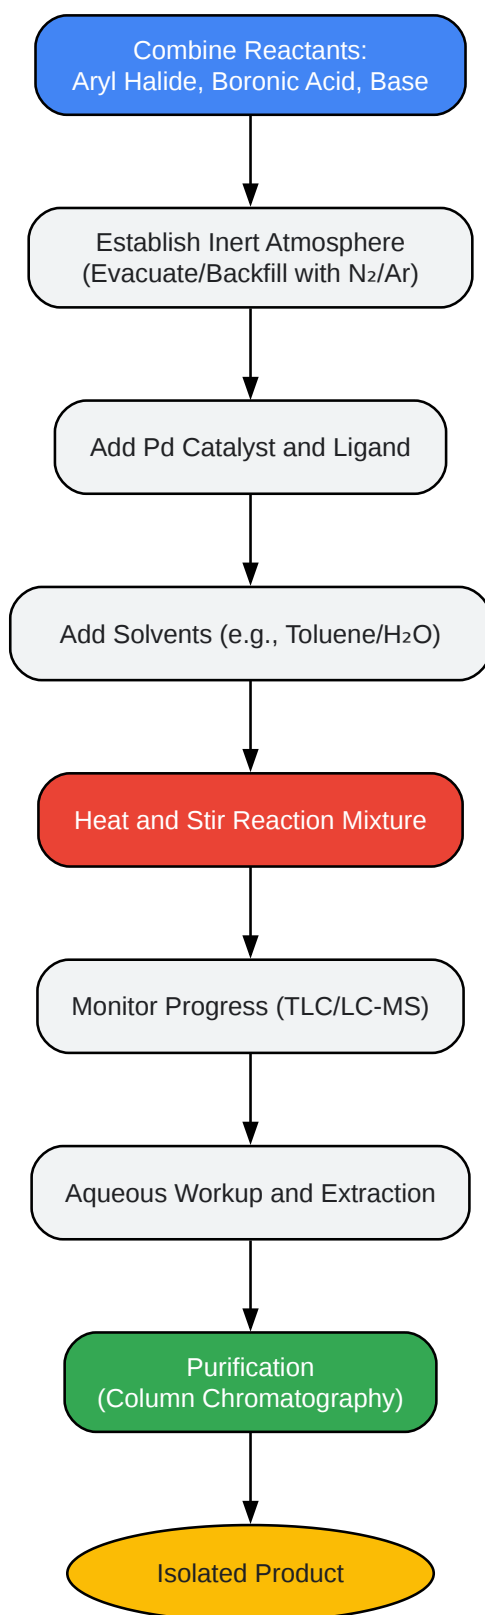 Combine Reactants:
Aryl Halide, Boronic Acid, Base
Establish Inert Atmosphere
(Evacuate/Backfill with N₂/Ar)
Add Pd Catalyst and Ligand
Add Solvents (e.g., Toluene/H₂O)
Heat and Stir Reaction Mixture
Monitor Progress (TLC/LC-MS)
Aqueous Workup and Extraction
Purification
(Column Chromatography)
Isolated Product